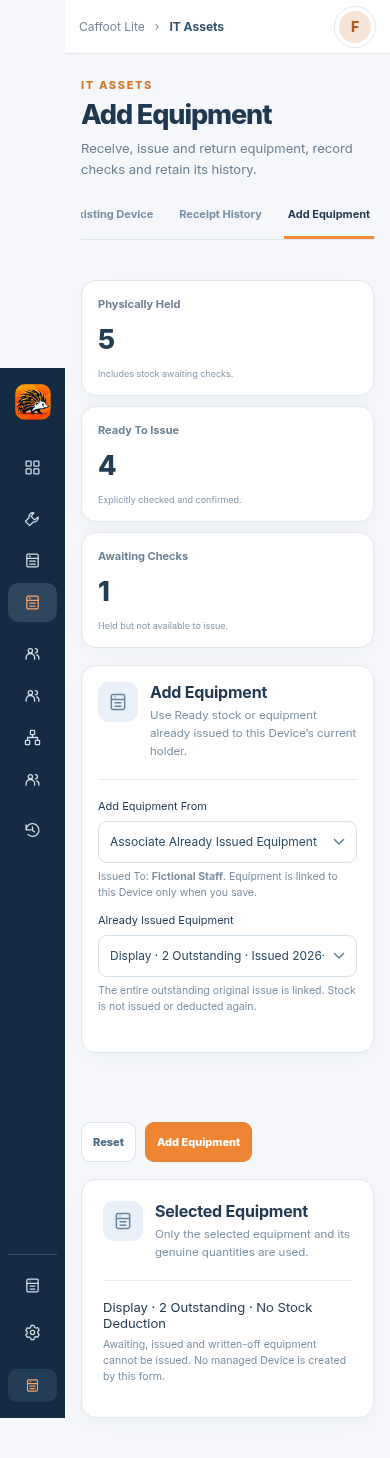 Caffoot Lite › IT Assets
F
IT ASSETS
Add Equipment
Receive, issue and return equipment, record
checks and retain its history.
Device Receipt History Add Equipment
Physically Held
5
Includes stock awaiting checks.
Ready To Issue
4
Explicitly checked and confirmed.
Awaiting Checks
1
Held but not available to issue.
Add Equipment
Use Ready stock or equipment
already issued to this Device's current
holder.
Add Equipment From
Associate Already Issued Equipment
Issued To: Fictional Staff. Equipment is linked to
this Device only when you save.
Already Issued Equipment
Display · 2 Outstanding · Issued 2026-
The entire outstanding original issue is linked. Stock
is not issued or deducted again.
Reset Add Equipment
Selected Equipment
Only the selected equipment and its
genuine quantities are used.
Display · 2 Outstanding · No Stock
Deduction
Awaiting, issued and written-off equipment
cannot be issued. No managed Device is created
by this form.